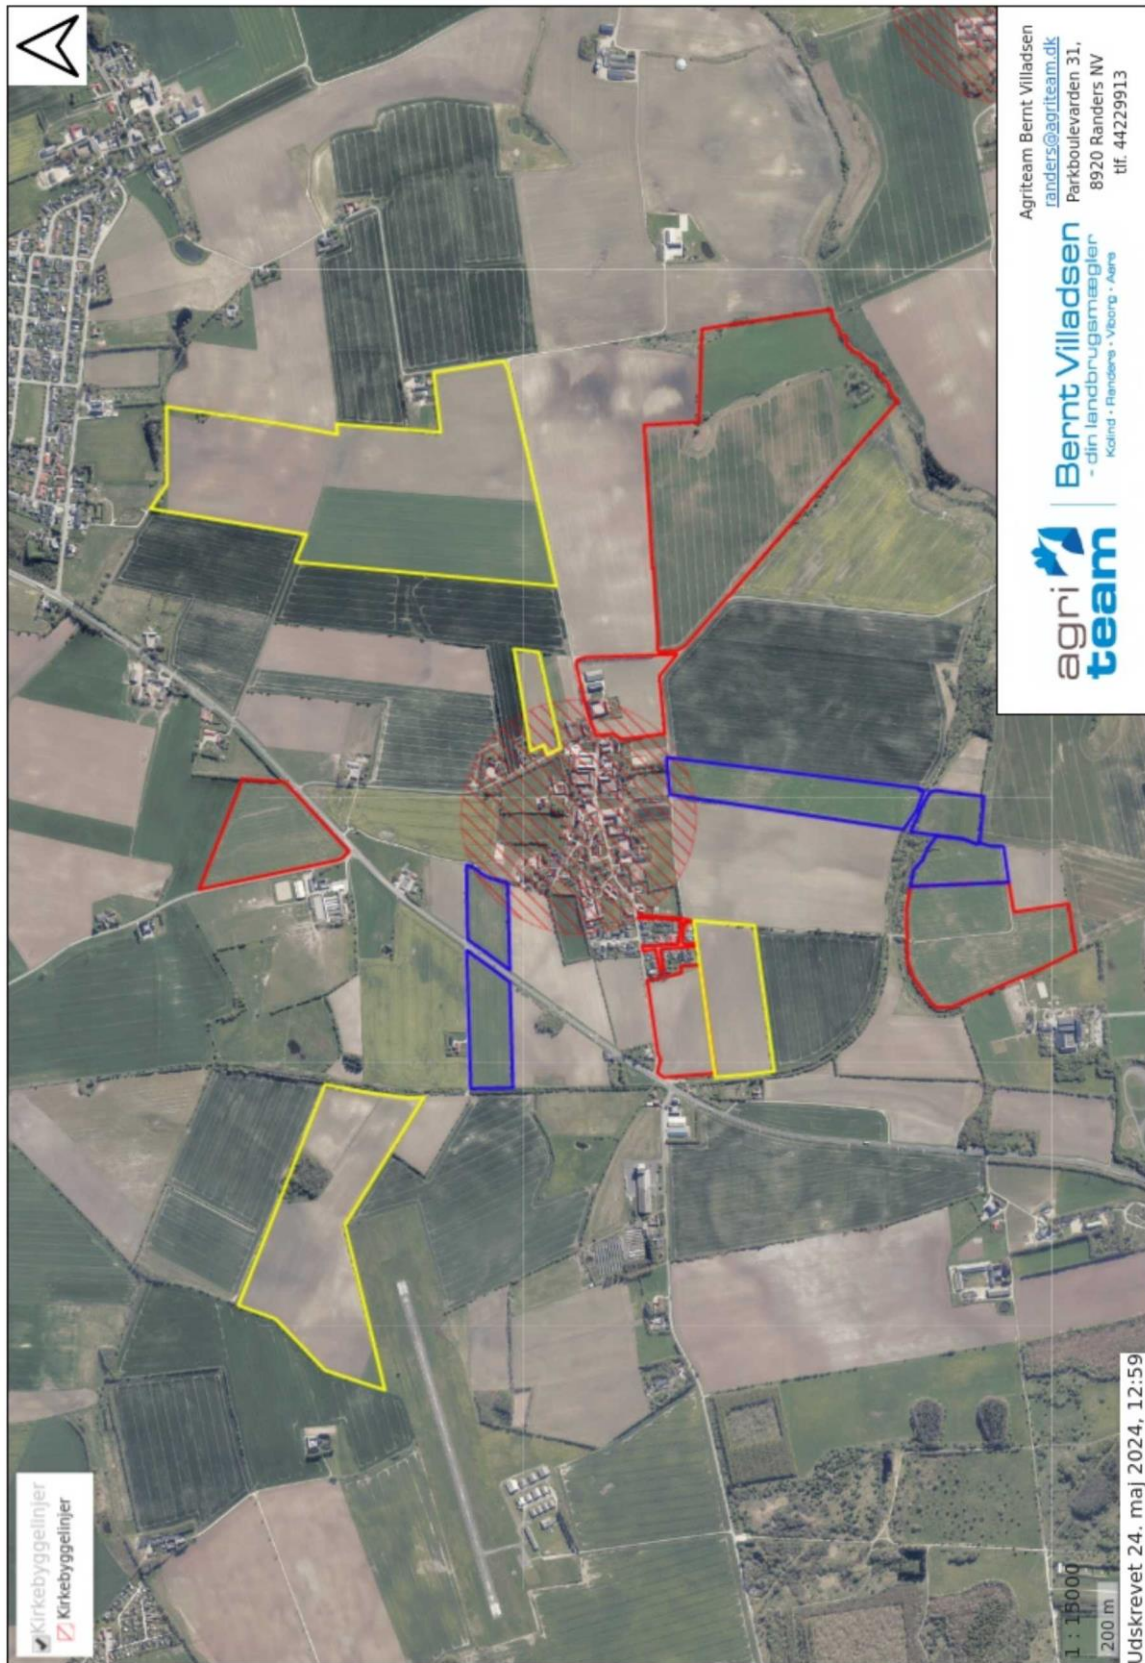 Kirkebyggelinjer
Kirkebyggelinjer
Agriteam Bernt Villadsen
randers@agriteam.dk
Parkboulevarden 31,
8920 Randers NV
tlf. 44229913
agri
team
Bernt Villadsen
- din landbrugsmægler
Kolind • Randers • Viborg • Aars
1 : 15000
200 m
Udskrevet 24. maj 2024, 12:59